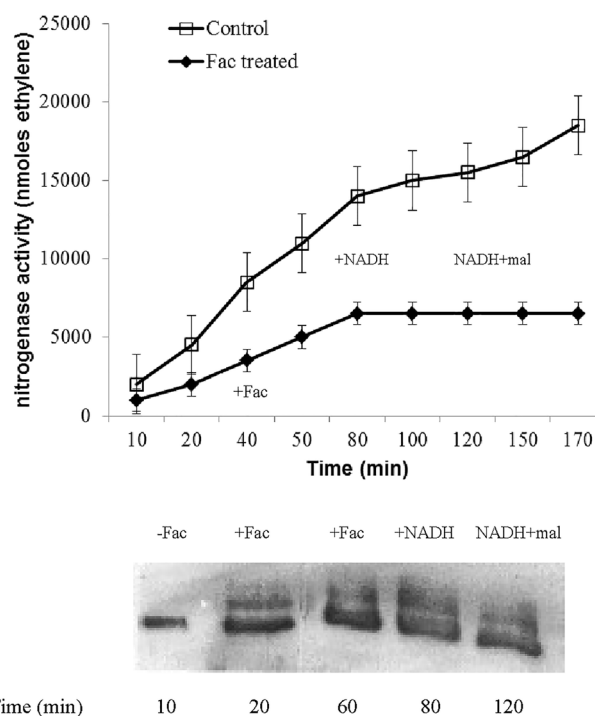 25000
Control
Fac treated
20000
15000
10000
5000
0
nitrogenase activity (nmoles ethylene)
+NADH NADH+mal
+Fac
10 20 40 50 80 100 120 150 170
Time (min)
-Fac +Fac +Fac +NADH NADH+mal
Time (min) 10 20 60 80 120